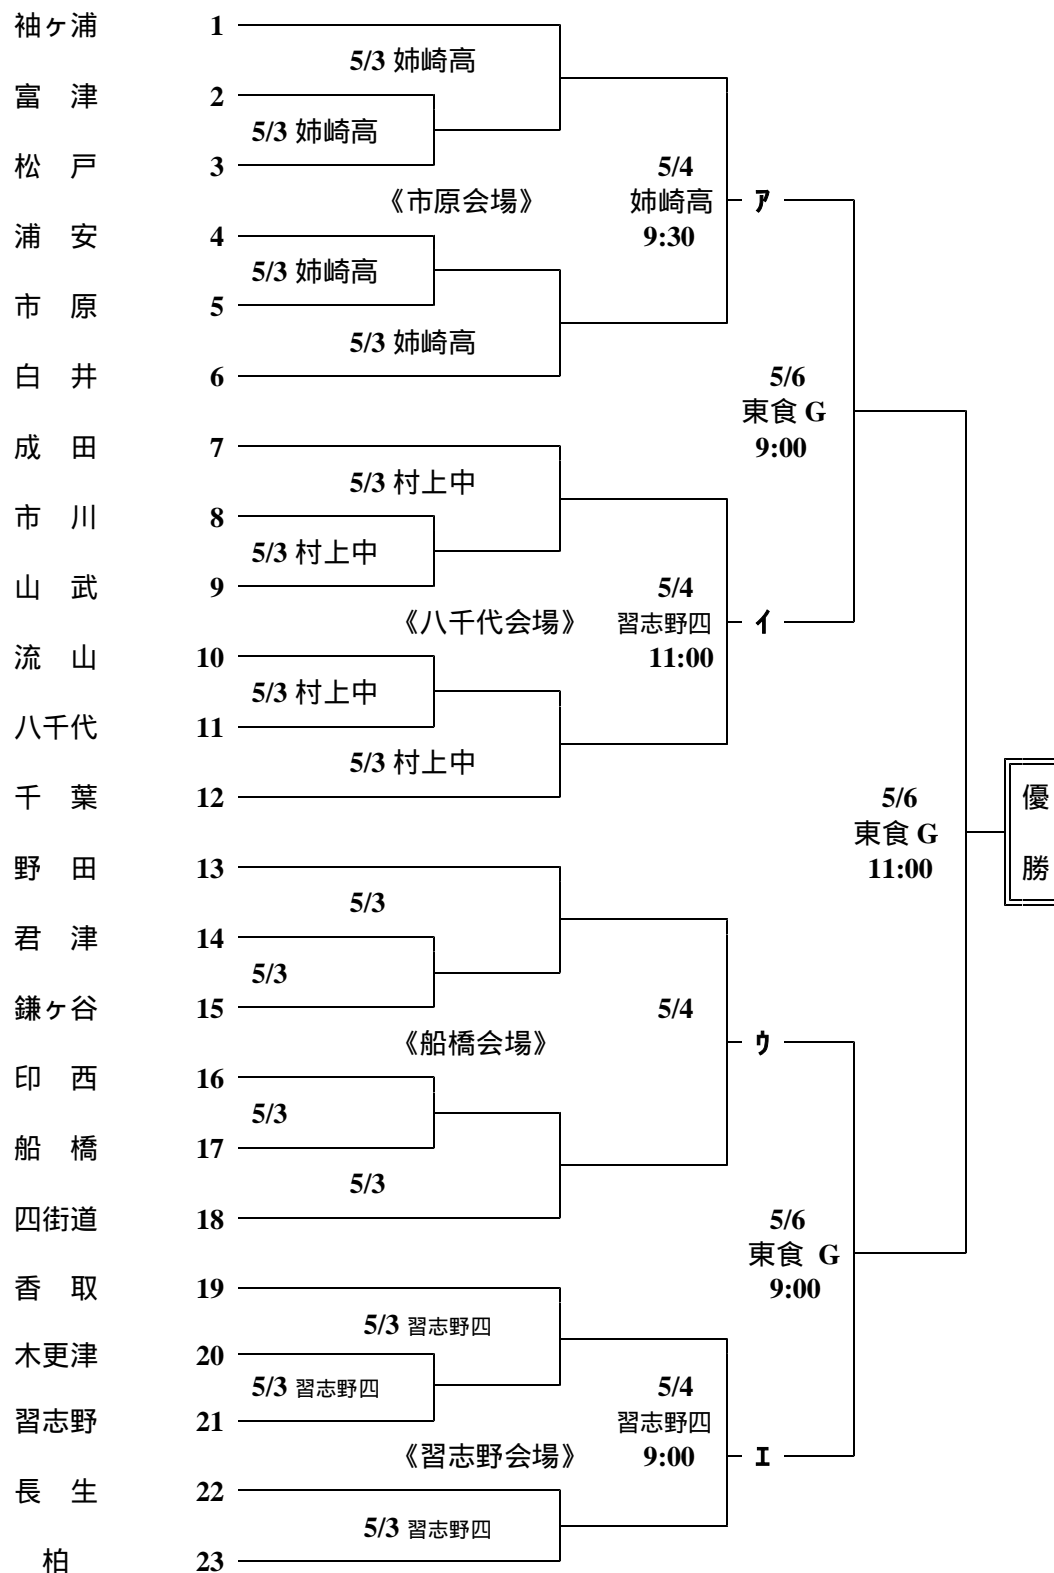 袖ヶ浦 1
5/3 姉崎高
富 津 2
5/3 姉崎高
松 戸 3
5/4
《市原会場》 姉崎高 ア
浦 安 4
9:30
5/3 姉崎高
市 原 5
5/3 姉崎高
白 井 6
5/6
東食 G
成 田 7
9:00
5/3 村上中
市 川 8
5/3 村上中
山 武 9
5/4
《八千代会場》 習志野四 イ
流 山 10
11:00
5/3 村上中
八千代 11
5/3 村上中
千 葉 12
5/6
優
東食 G
野 田 13
11:00
勝
5/3
君 津 14
5/3
鎌ヶ谷 15
5/4
《船橋会場》 ウ
印 西 16
5/3
船 橋 17
5/3
四街道 18
5/6
東食 G
香 取 19
9:00
5/3 習志野四
木更津 20
5/3 習志野四
5/4
習志野 21
習志野四
《習志野会場》 9:00 エ
長 生 22
5/3 習志野四
柏 23